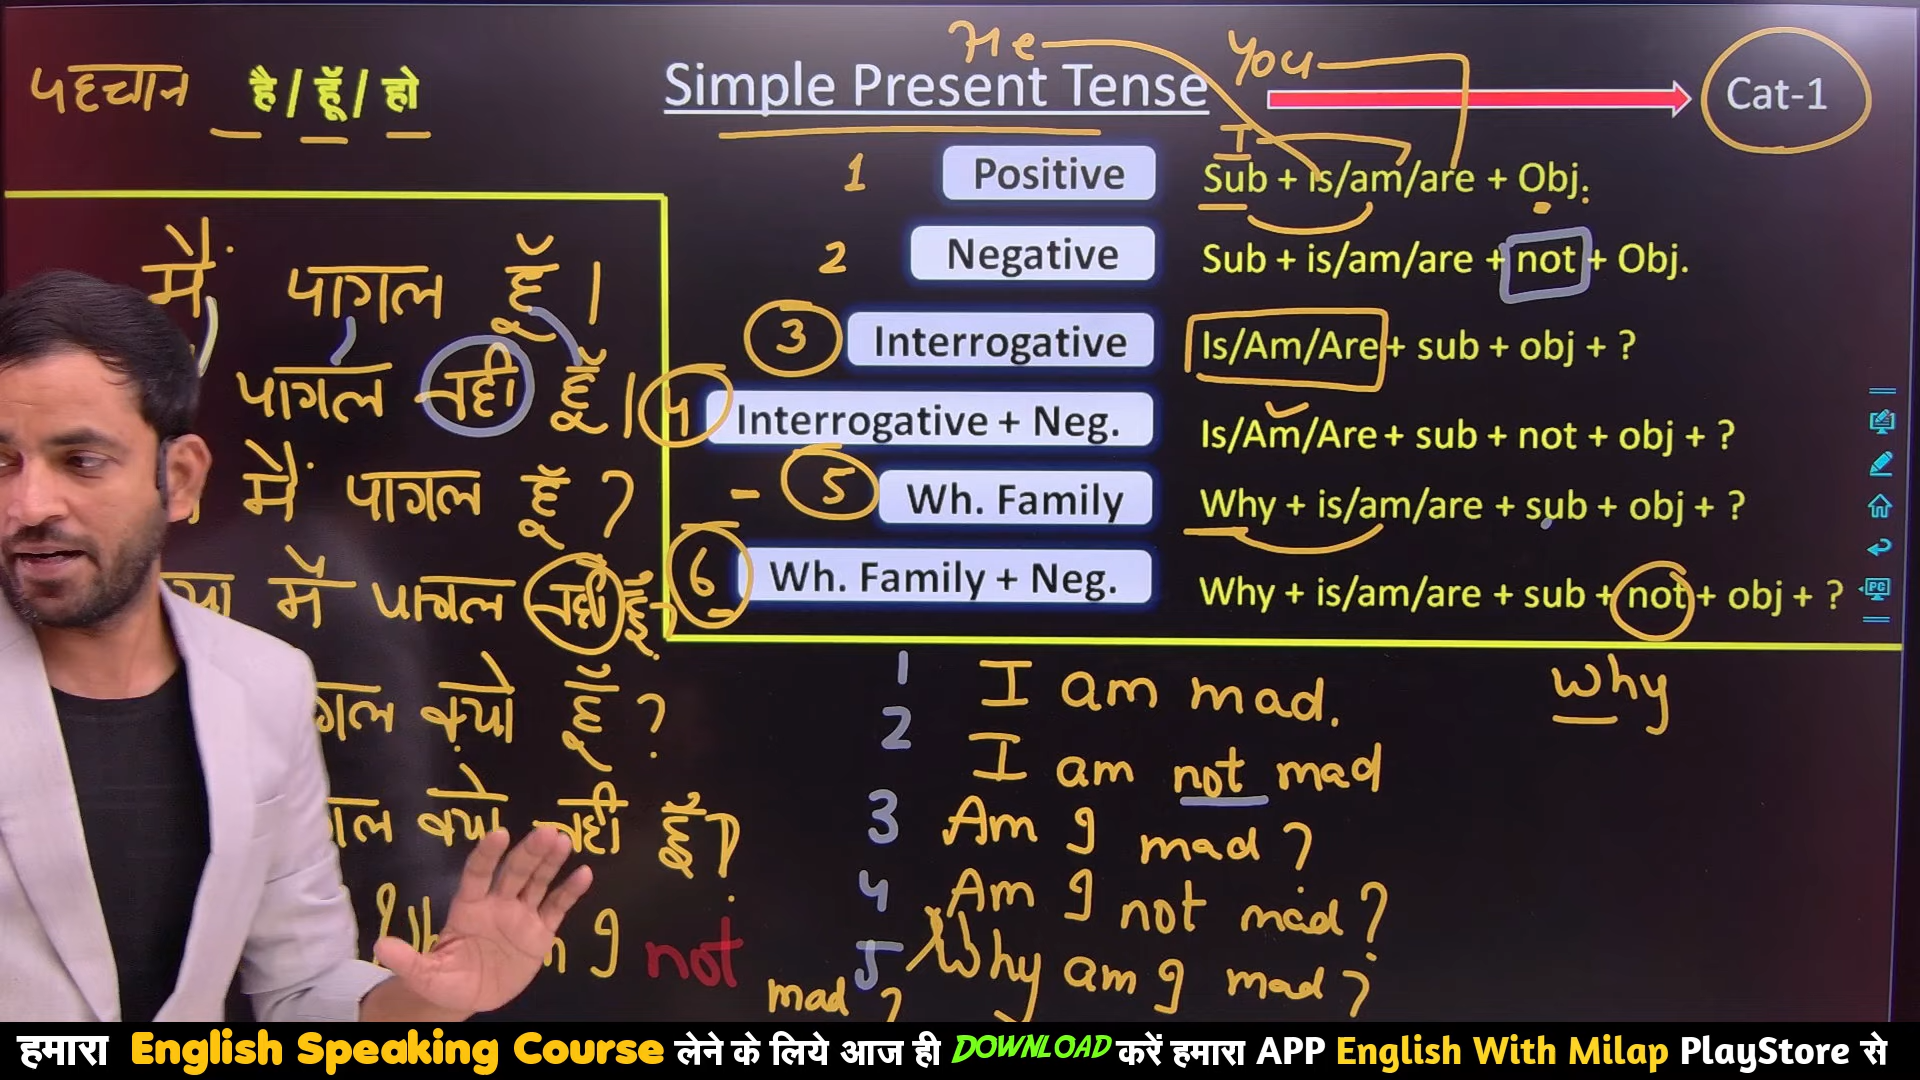 पहचान है / हूँ / हो
He You
Simple Present Tense Cat-1
I
1 Positive Sub + is/am/are + Obj.
2 Negative Sub + is/am/are + not + Obj.
3 Interrogative Is/Am/Are + sub + obj + ?
4 Interrogative + Neg. Is/Am/Are + sub + not + obj + ?
5 Wh. Family Why + is/am/are + sub + obj + ?
6 Wh. Family + Neg. Why + is/am/are + sub + not + obj + ?
मैं पागल हूँ।
पागल नहीं हूँ।
मैं पागल हूँ ?
मैं पागल नहीं हूँ
क्यों हूँ ?
क्यों नहीं हूँ ?
I not
mad ?
Why
1 I am mad.
2 I am not mad
3 Am I mad ?
4 Am I not mad ?
5 Why am I mad ?
हमारा English Speaking Course लेने के लिये आज ही DOWNLOAD करें हमारा APP English With Milap PlayStore से